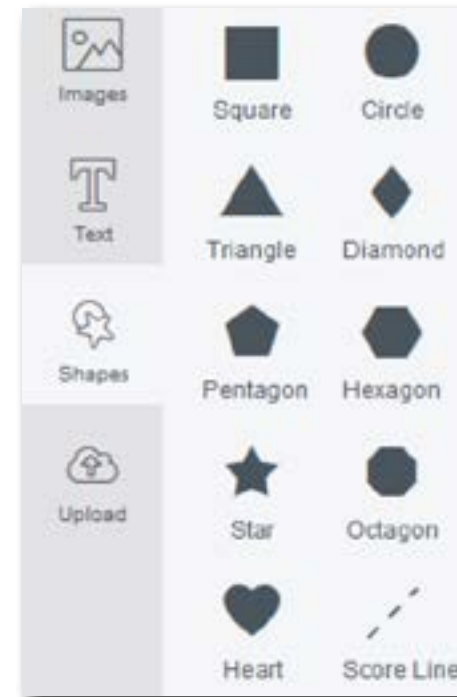 Images
Square Circle
Text
Triangle Diamond
Shapes
Pentagon Hexagon
Upload
Star Octagon
Heart Score Line